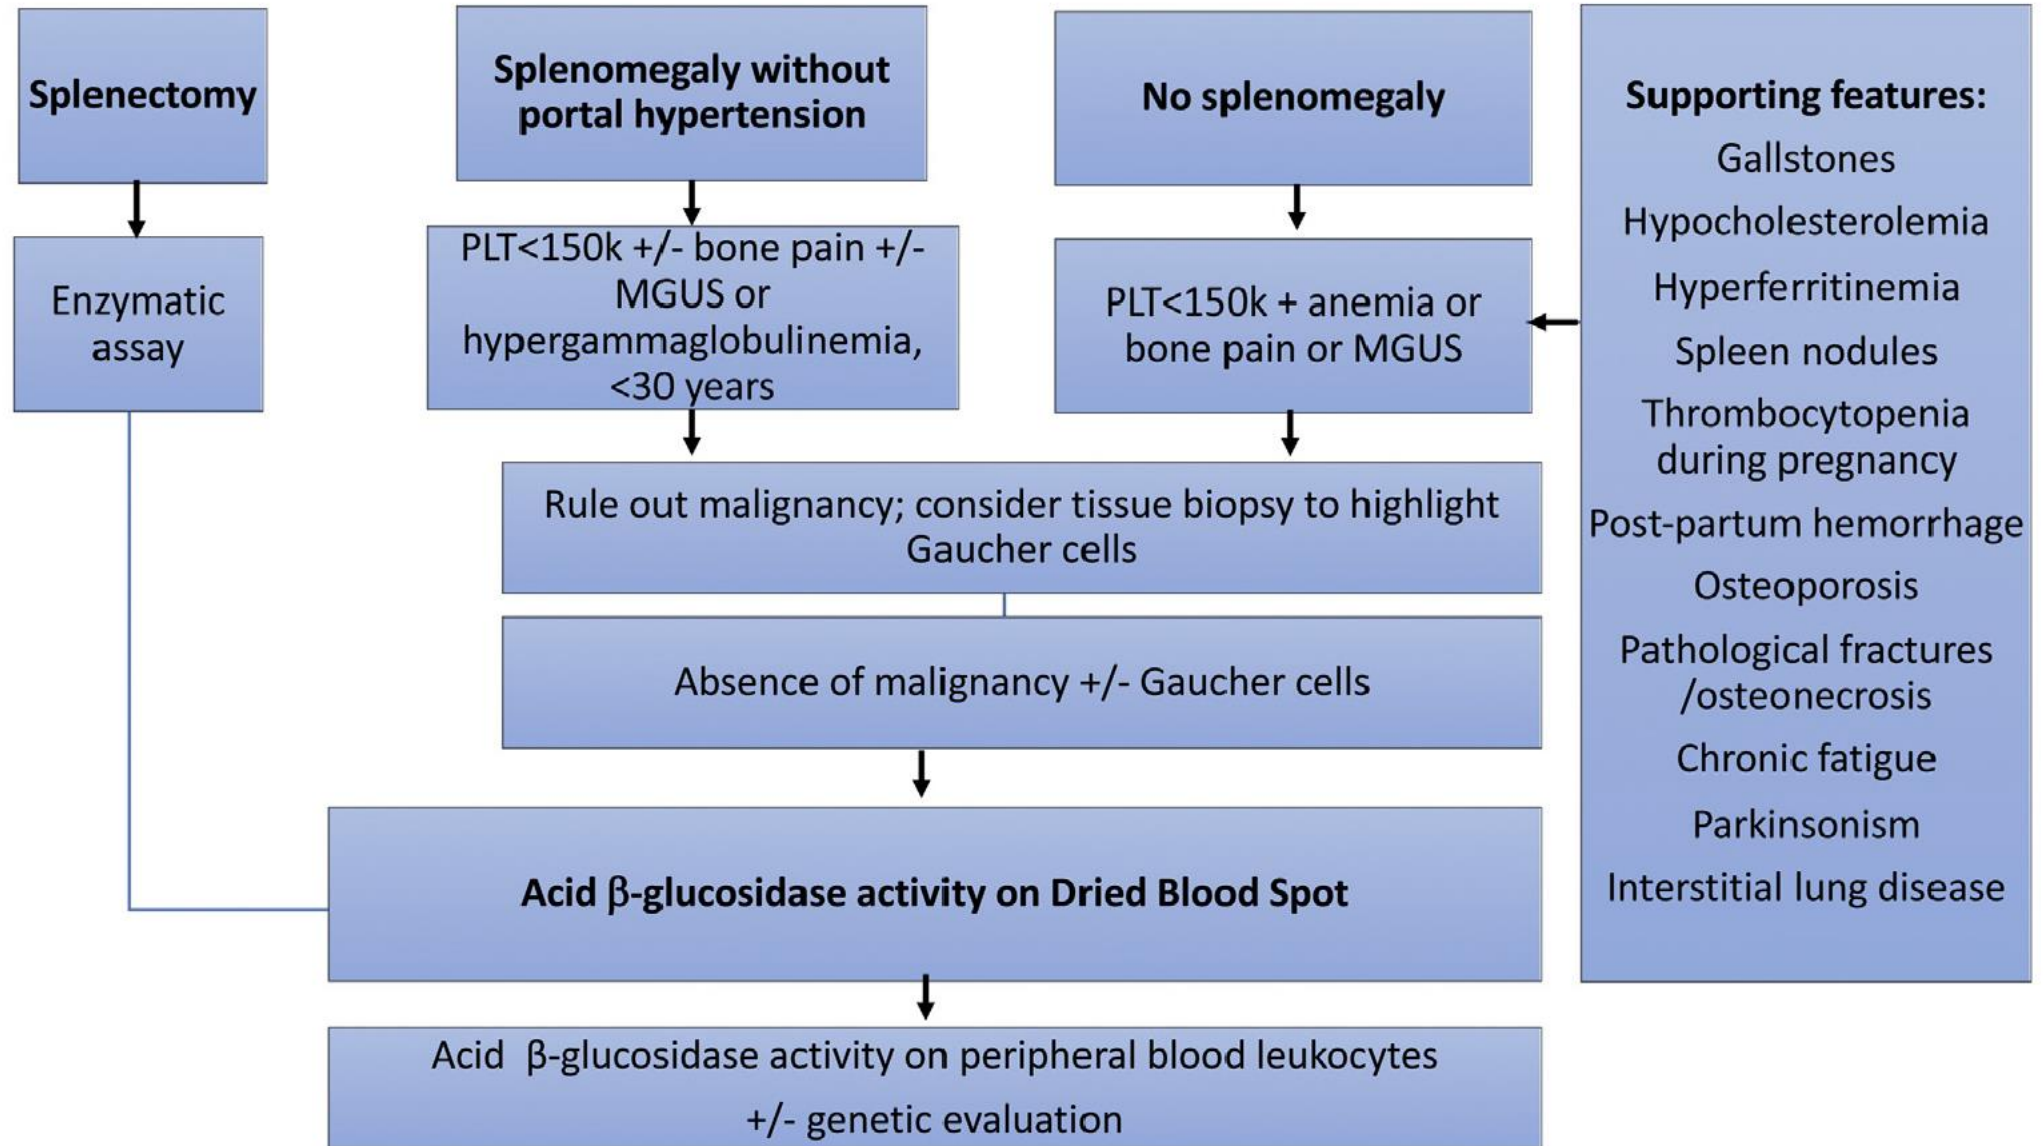 Splenectomy
Enzymatic
assay
Splenomegaly without
portal hypertension
PLT<150k +/- bone pain +/-
MGUS or
hypergammaglobulinemia,
<30 years
No splenomegaly
PLT<150k + anemia or
bone pain or MGUS
Rule out malignancy; consider tissue biopsy to highlight
Gaucher cells
Absence of malignancy +/- Gaucher cells
Acid β-glucosidase activity on Dried Blood Spot
Acid β-glucosidase activity on peripheral blood leukocytes
+/- genetic evaluation
Supporting features:
Gallstones
Hypocholesterolemia
Hyperferritinemia
Spleen nodules
Thrombocytopenia
during pregnancy
Post-partum hemorrhage
Osteoporosis
Pathological fractures
/osteonecrosis
Chronic fatigue
Parkinsonism
Interstitial lung disease